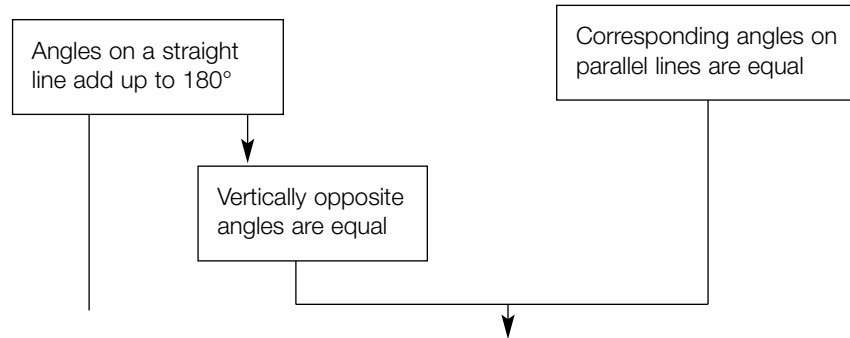 Angles on a straight
line add up to 180°
Corresponding angles on
parallel lines are equal
Vertically opposite
angles are equal